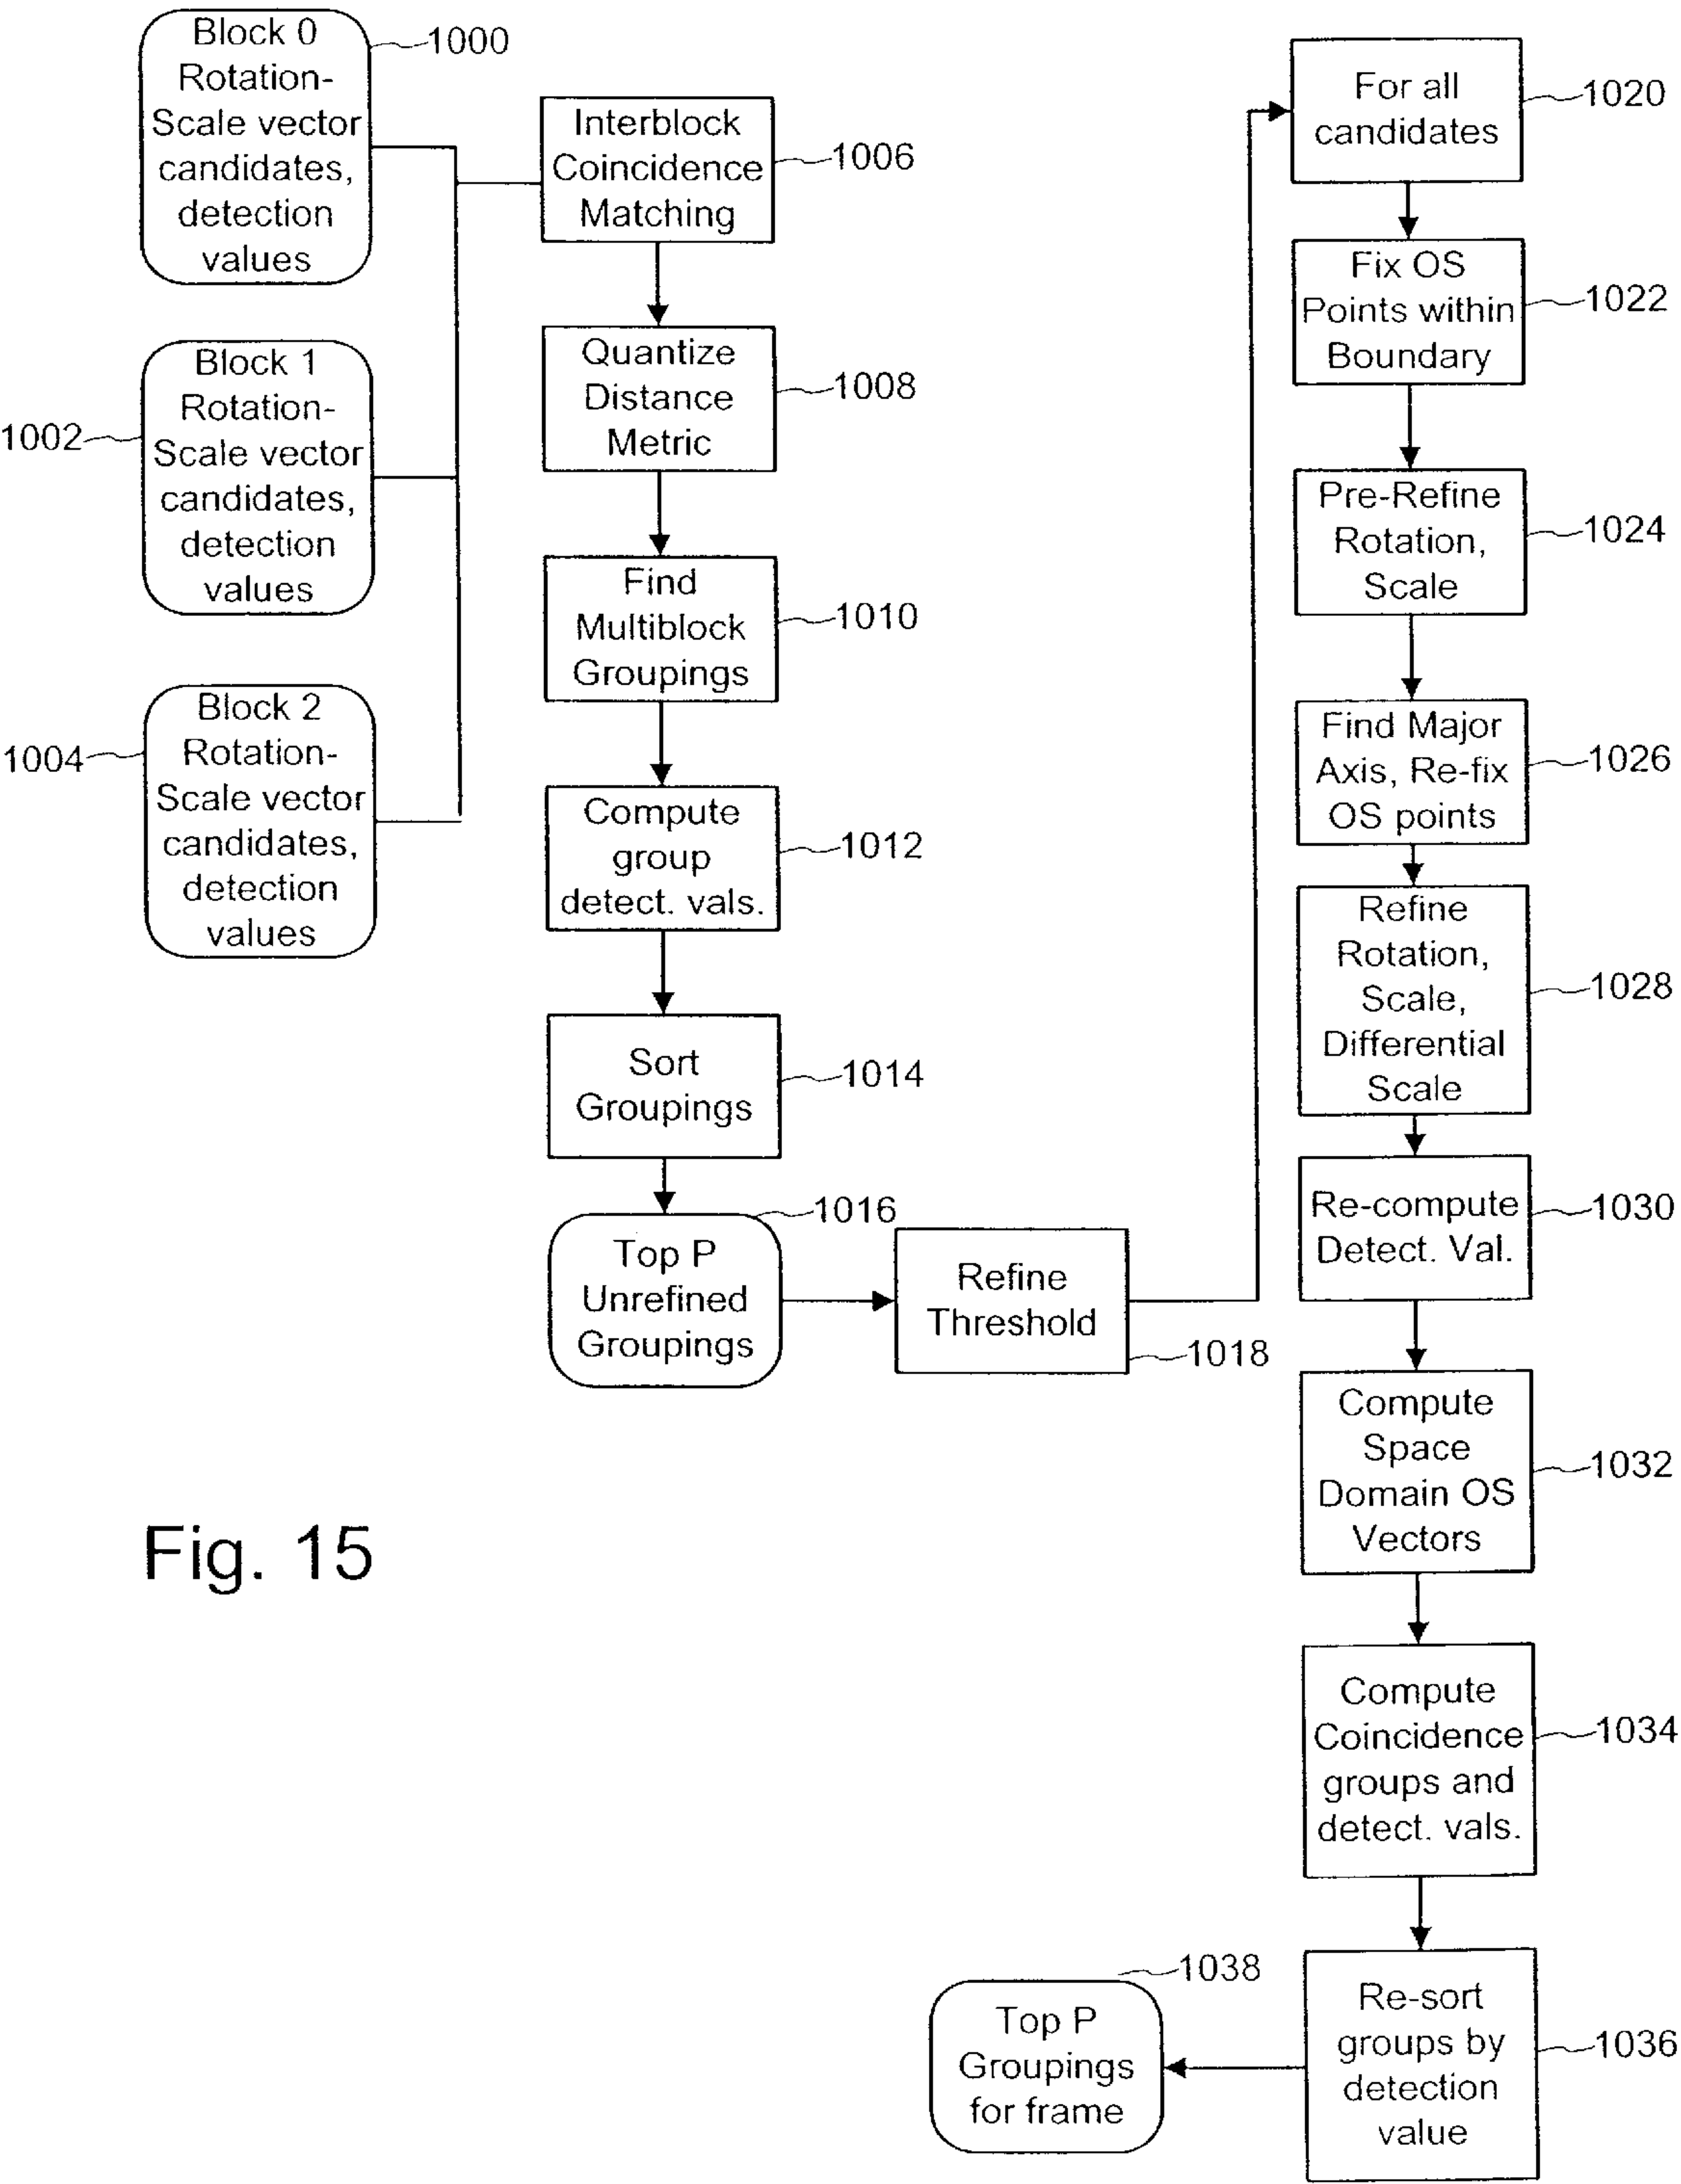 Block 0
Rotation-
Scale vector
candidates,
detection
values
1000
Block 1
Rotation-
Scale vector
candidates,
detection
values
1002
Block 2
Rotation-
Scale vector
candidates,
detection
values
1004
Interblock
Coincidence
Matching
1006
Quantize
Distance
Metric
1008
Find
Multiblock
Groupings
1010
Compute
group
detect. vals.
1012
Sort
Groupings
1014
Top P
Unrefined
Groupings
1016
Refine
Threshold
1018
For all
candidates
1020
Fix OS
Points within
Boundary
1022
Pre-Refine
Rotation,
Scale
1024
Find Major
Axis, Re-fix
OS points
1026
Refine
Rotation,
Scale,
Differential
Scale
1028
Re-compute
Detect. Val.
1030
Compute
Space
Domain OS
Vectors
1032
Compute
Coincidence
groups and
detect. vals.
1034
Re-sort
groups by
detection
value
1036
Top P
Groupings
for frame
1038
Fig. 15